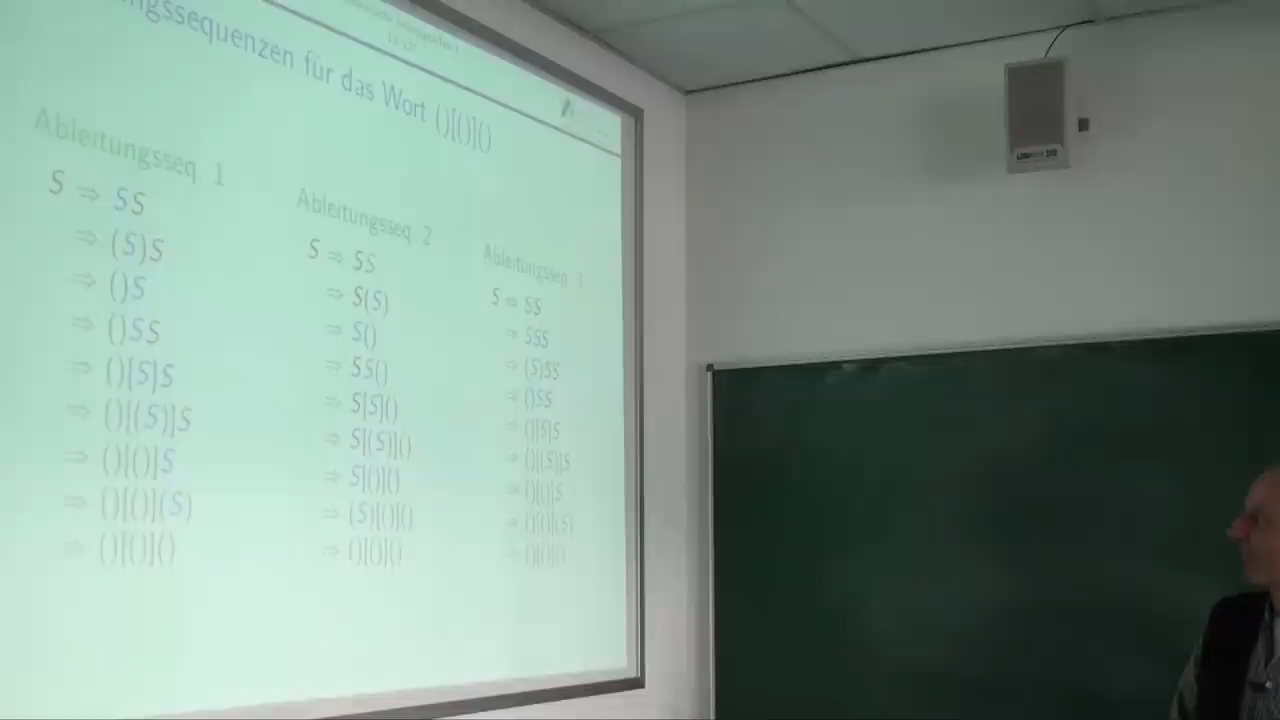 ngssequenzen für das Wort ()[()]()
Ableitungsseq 1
S ⇒ SS
⇒ (S)S
⇒ ()S
⇒ ()SS
⇒ ()[S]S
⇒ ()[(S)]S
⇒ ()[()]S
⇒ ()[()](S)
⇒ ()[()]()
Ableitungsseq 2
S ⇒ SS
⇒ S(S)
⇒ S()
⇒ SS()
⇒ S[S]()
⇒ S[(S)]()
⇒ S[()]()
⇒ (S)[()]()
⇒ ()[()]()
Ableitungsseq 3
S ⇒ SS
⇒ SSS
⇒ (S)SS
⇒ ()SS
⇒ ()[S]S
⇒ ()[(S)]S
⇒ ()[()]S
⇒ ()[()](S)
⇒ ()[()]()